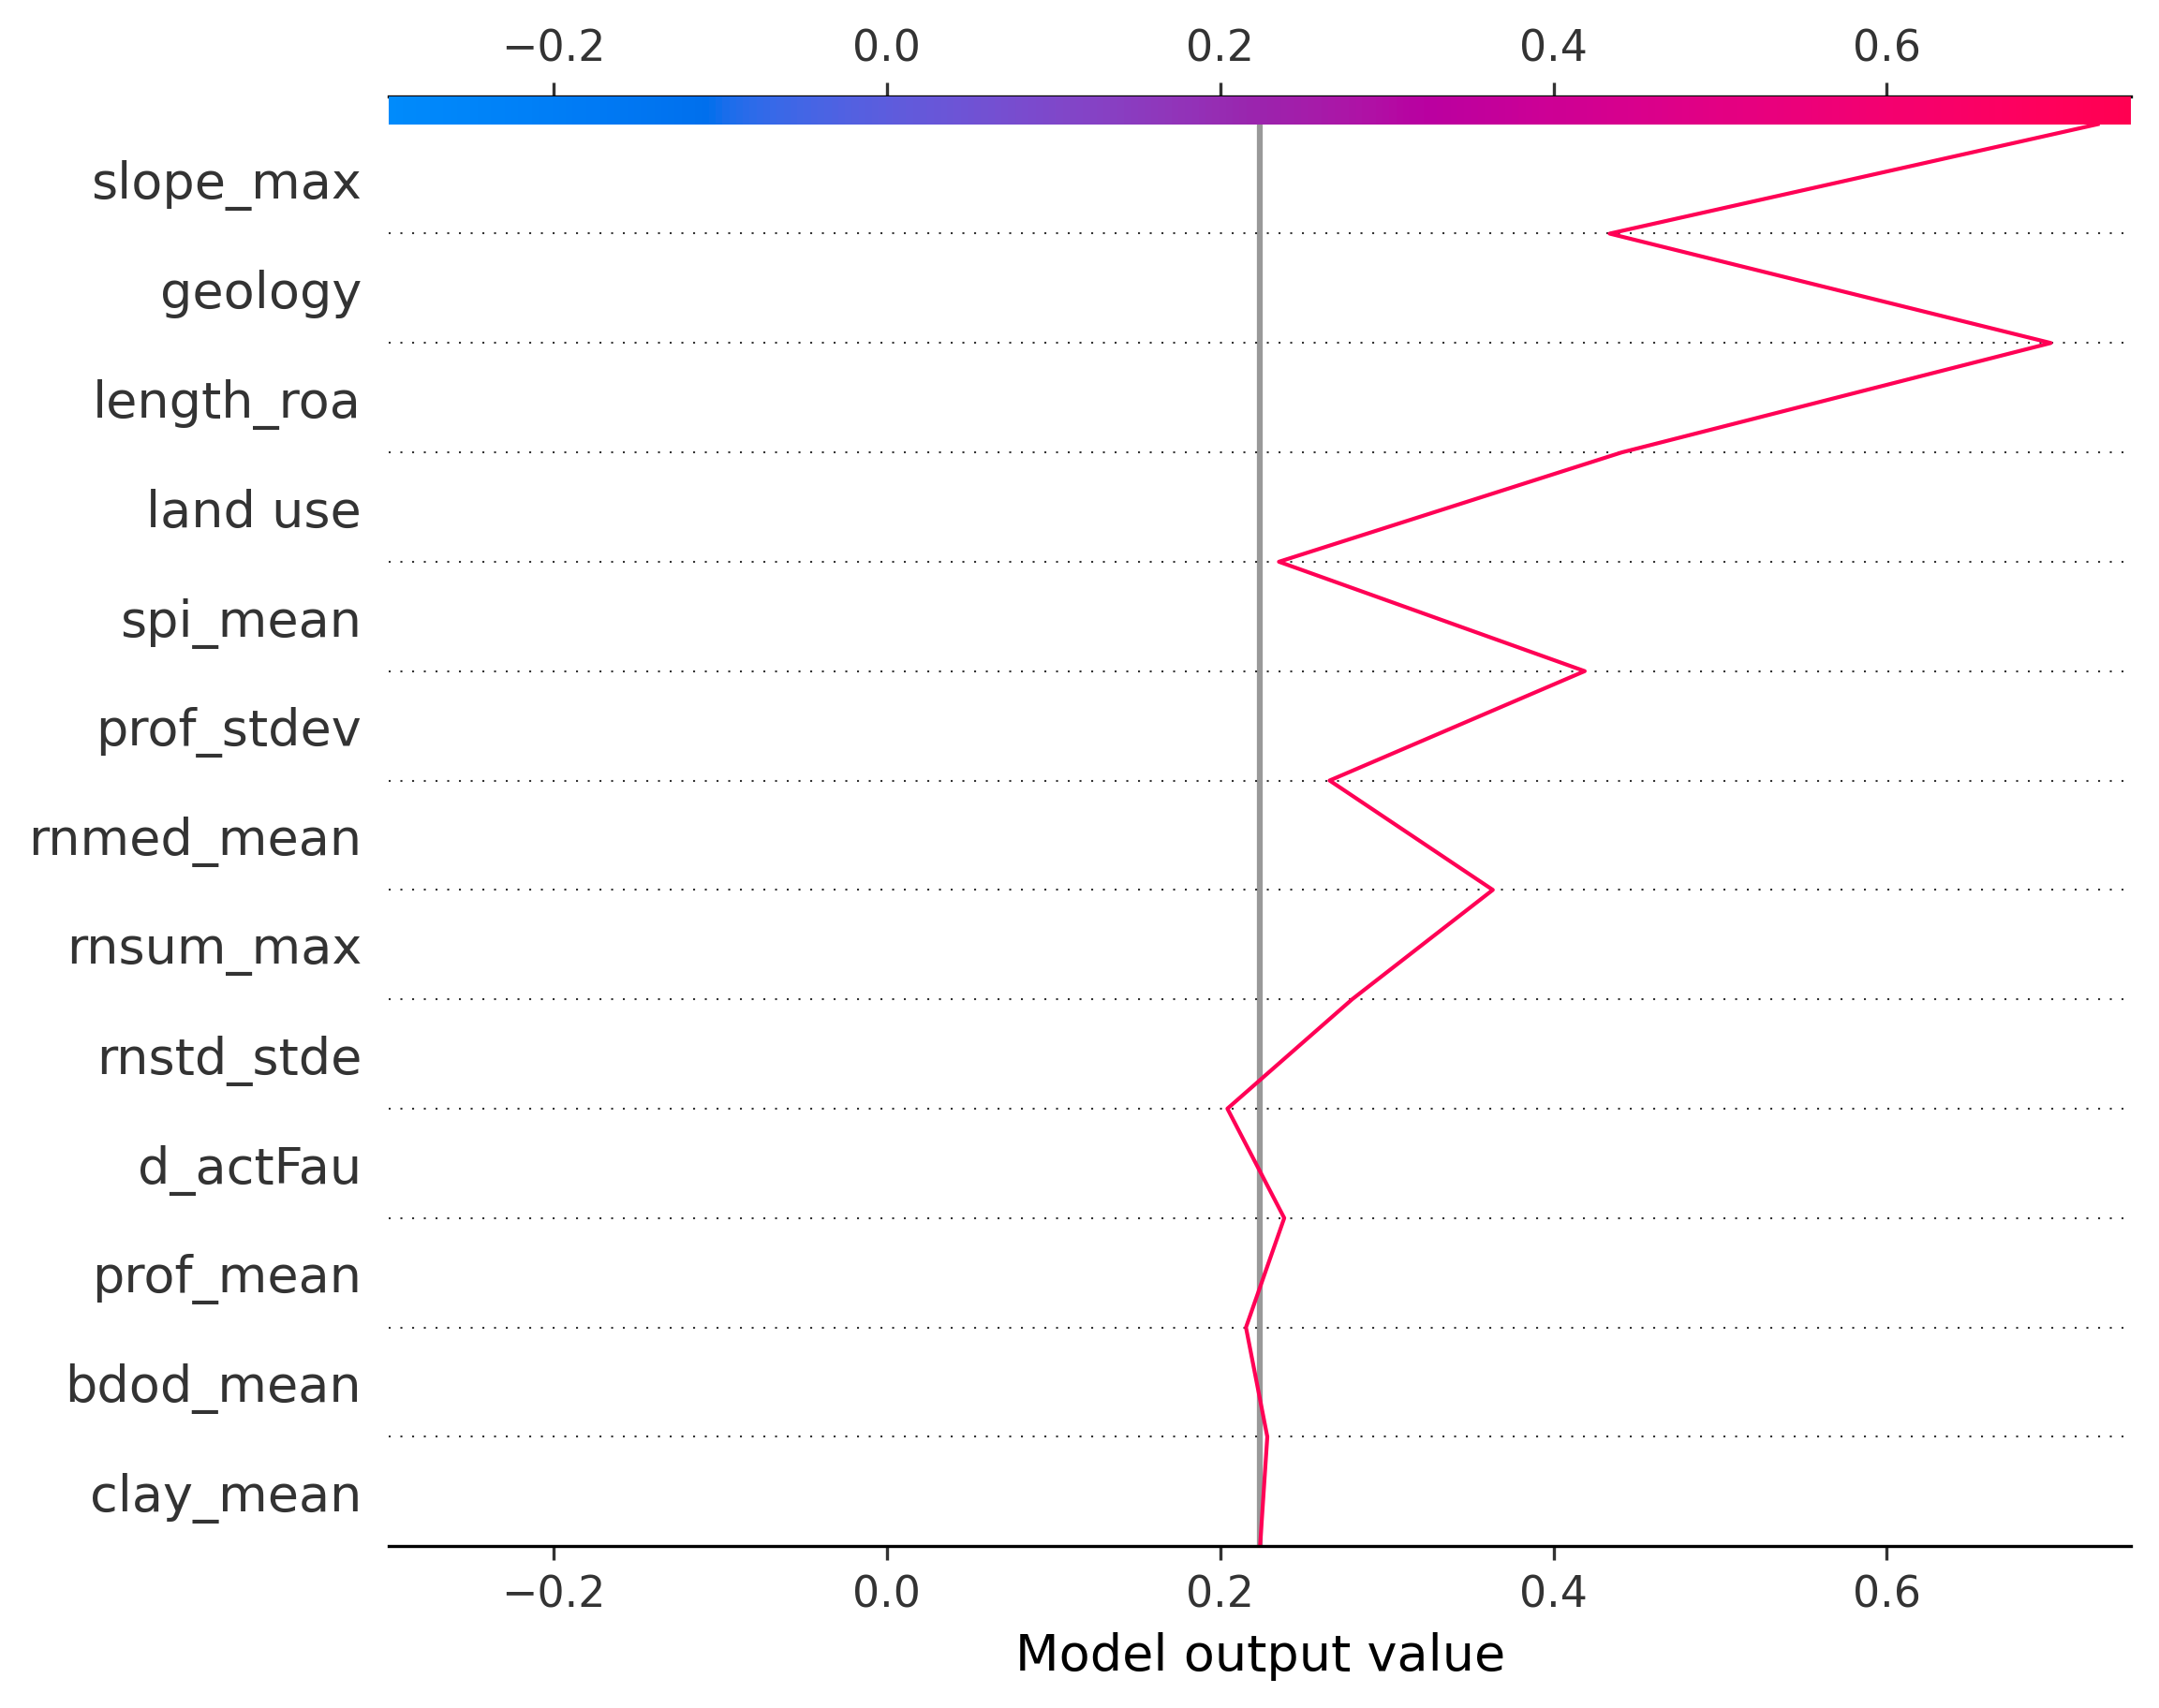 −0.2 0.0 0.2 0.4 0.6
slope_max
geology
length_roa
land use
spi_mean
prof_stdev
rnmed_mean
rnsum_max
rnstd_stde
d_actFau
prof_mean
bdod_mean
clay_mean
−0.2 0.0 0.2 0.4 0.6
Model output value